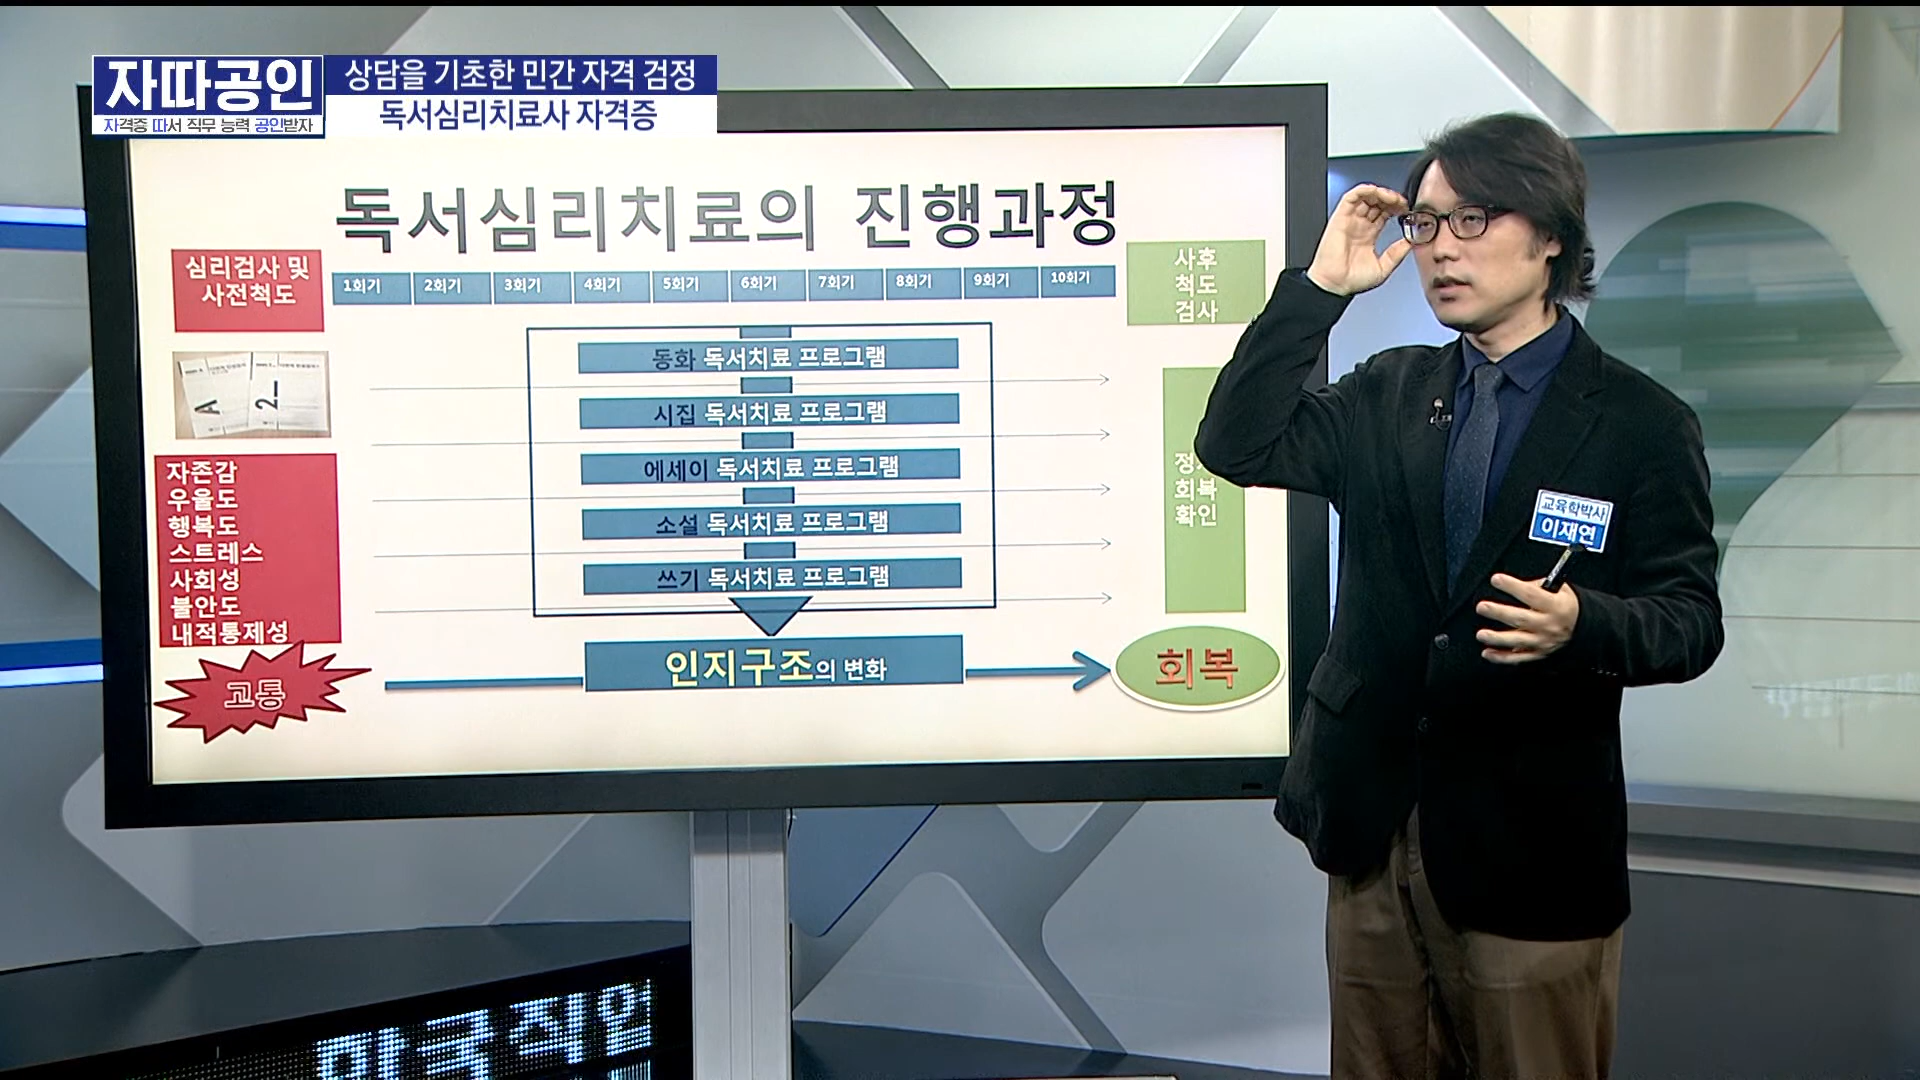 자따공인
자격증 따서 직무 능력 공인받자
상담을 기초한 민간 자격 검정
독서심리치료사 자격증
독서심리치료의 진행과정
심리검사 및
사전척도
1회기 2회기 3회기 4회기 5회기 6회기 7회기 8회기 9회기 10회기
사후
척도
검사
동화 독서치료 프로그램
시집 독서치료 프로그램
에세이 독서치료 프로그램
소설 독서치료 프로그램
쓰기 독서치료 프로그램
A
2
자존감
우울도
행복도
스트레스
사회성
불안도
내적통제성
회복
확인
고통
인지구조의 변화
회복
교육학박사
이재연